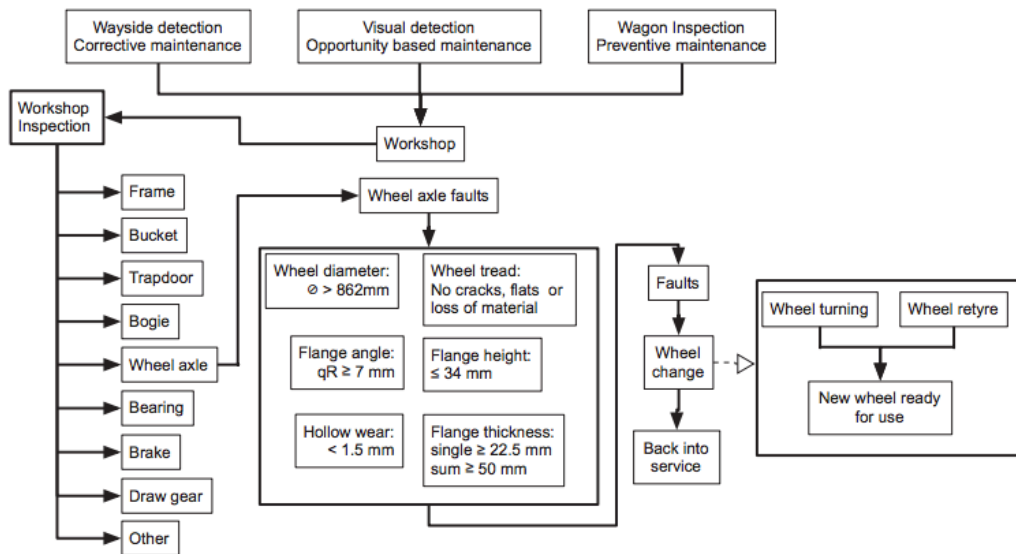 Wayside detection
Corrective maintenance
Visual detection
Opportunity based maintenance
Wagon Inspection
Preventive maintenance
Workshop
Inspection
Workshop
Frame
Bucket
Trapdoor
Bogie
Wheel axle
Bearing
Brake
Draw gear
Other
Wheel axle faults
Wheel diameter:
⌀ > 862mm
Wheel tread:
No cracks, flats or
loss of material
Flange angle:
qR ≥ 7 mm
Flange height:
≤ 34 mm
Hollow wear:
< 1.5 mm
Flange thickness:
single ≥ 22.5 mm
sum ≥ 50 mm
Faults
Wheel
change
Back into
service
Wheel turning
Wheel retyre
New wheel ready
for use